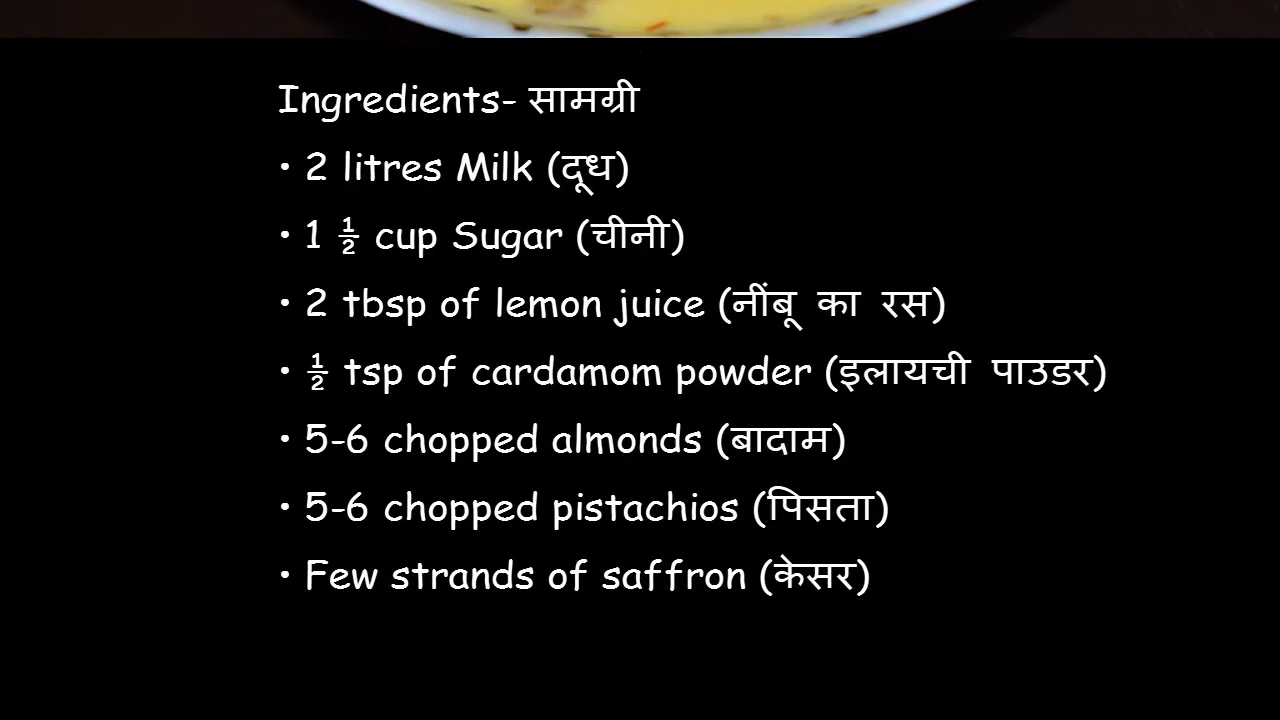 Ingredients- सामग्री
• 2 litres Milk (दूध)
• 1 ½ cup Sugar (चीनी)
• 2 tbsp of lemon juice (नींबू का रस)
• ½ tsp of cardamom powder (इलायची पाउडर)
• 5-6 chopped almonds (बादाम)
• 5-6 chopped pistachios (पिसता)
• Few strands of saffron (केसर)